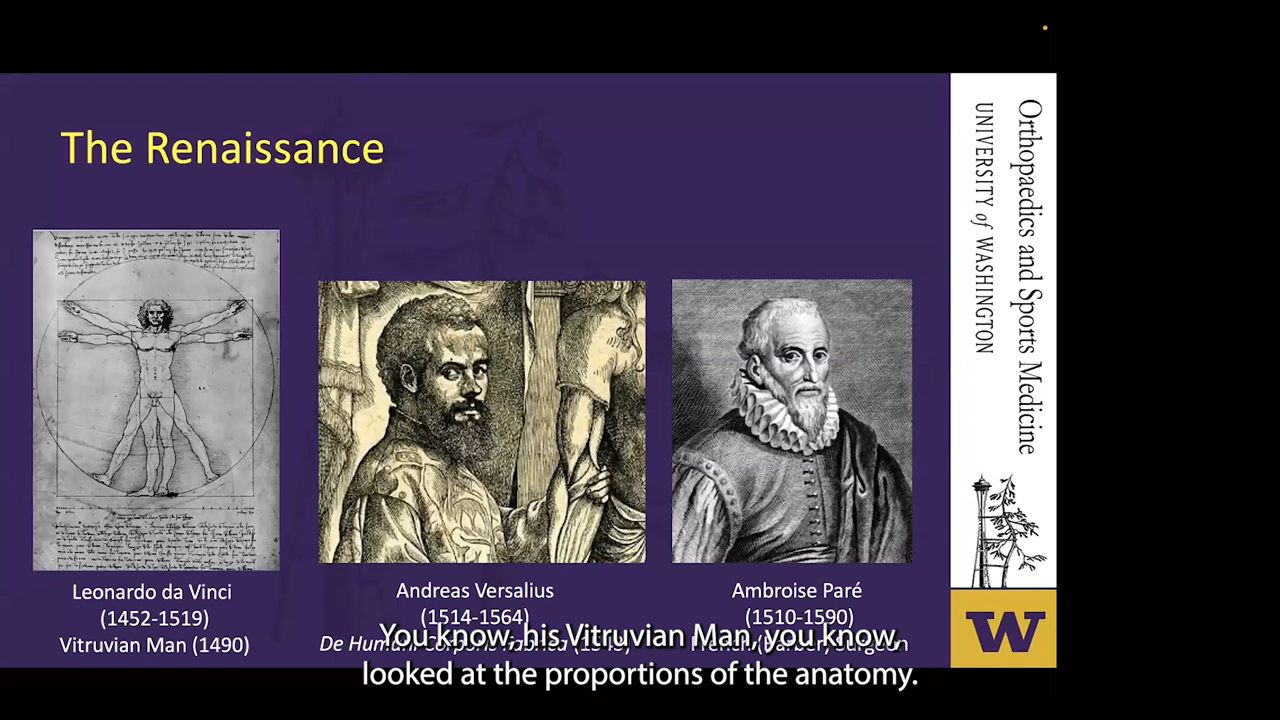 The Renaissance
Leonardo da Vinci
(1452-1519)
Vitruvian Man (1490)
Andreas Versalius
(1514-1564)
De Humani Corporis Fabrica
Ambroise Paré
(1510-1590)
French (Barber) Surgeon
You know, his Vitruvian Man, you know,
looked at the proportions of the anatomy.
Orthopaedics and Sports Medicine
UNIVERSITY of WASHINGTON
W